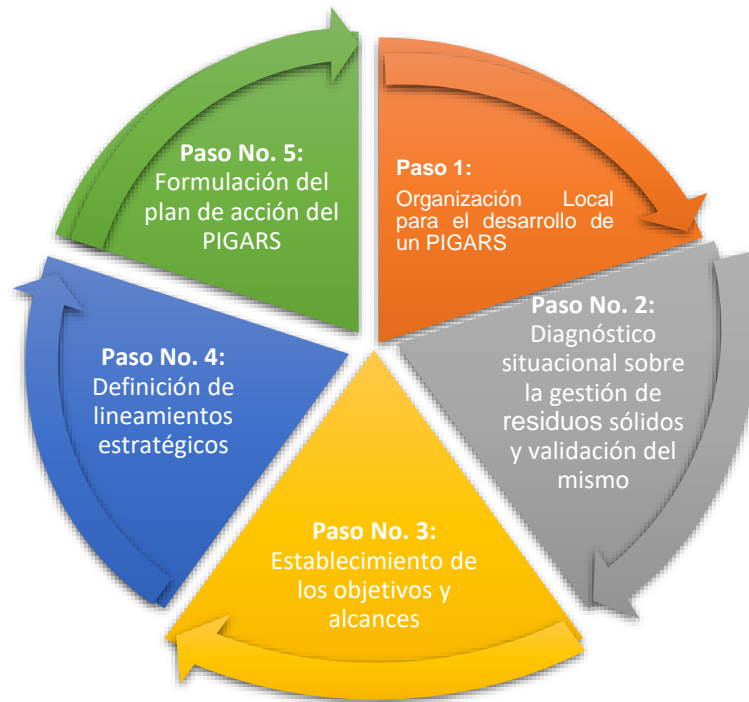 Paso 1:
Organización Local
para el desarrollo de
un PIGARS
Paso No. 2:
Diagnóstico
situacional sobre
la gestión de
residuos sólidos
y validación del
mismo
Paso No. 3:
Establecimiento de
los objetivos y
alcances
Paso No. 4:
Definición de
lineamientos
estratégicos
Paso No. 5:
Formulación del
plan de acción del
PIGARS